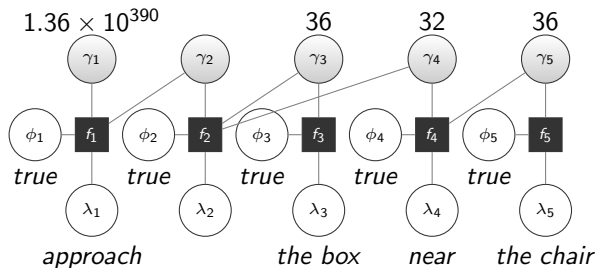 1.36 × 10^390 36 32 36
γ1 γ2 γ3 γ4 γ5
ϕ1 f1 ϕ2 f2 ϕ3 f3 ϕ4 f4 ϕ5 f5
true true true true true
λ1 λ2 λ3 λ4 λ5
approach the box near the chair